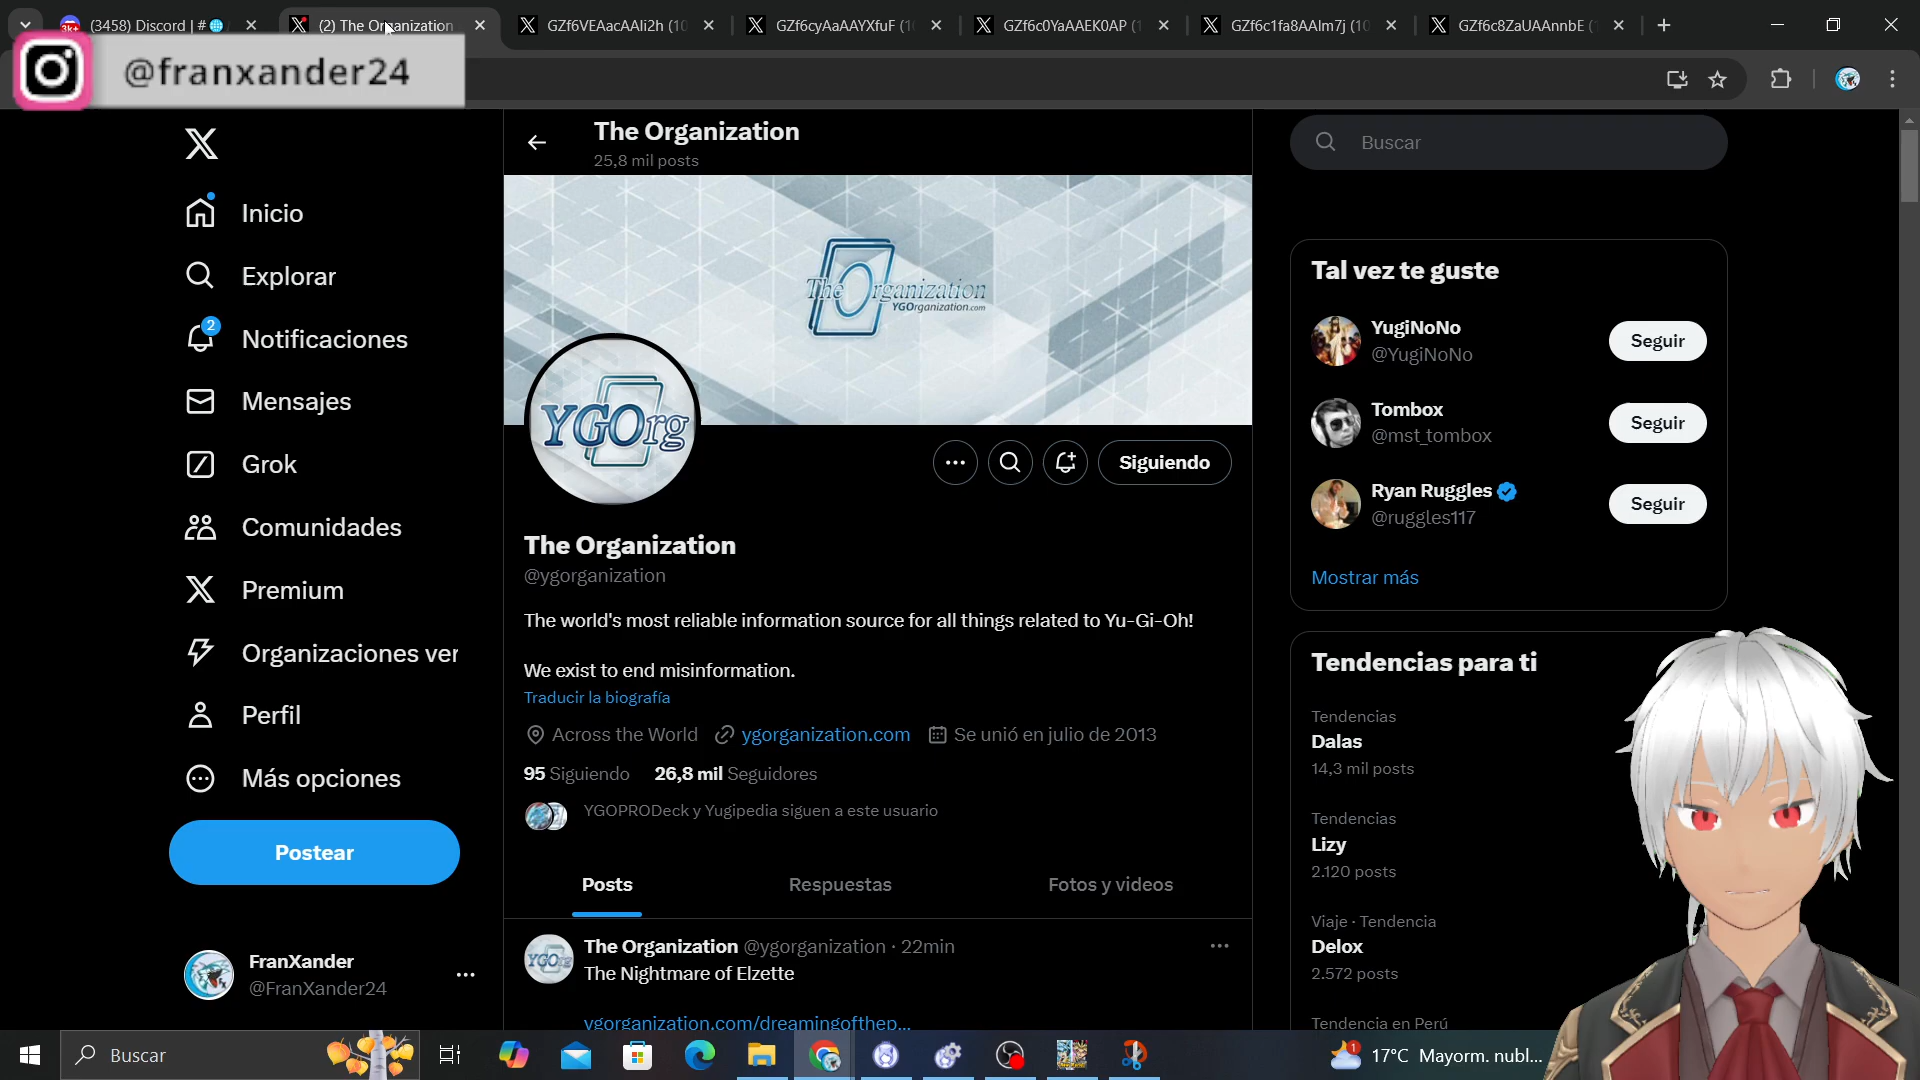 (3458) Discord | #
(2) The Organization
GZf6VEAacAAli2h (10
GZf6cyAaAAYXfuF (1
GZf6c0YaAAEK0AP (1
GZf6c1fa8AAlm7j (10
GZf6c8ZaUAAnnbE (
@franxander24
The Organization
25,8 mil posts
Buscar
Inicio
Explorar
2
Notificaciones
Mensajes
Grok
Comunidades
Premium
Organizaciones ver
Perfil
Más opciones
Postear
FranXander
@FranXander24
The Organization
YGOrganization.com
YGOrg
Siguiendo
The Organization
@ygorganization
The world's most reliable information source for all things related to Yu-Gi-Oh!
We exist to end misinformation.
Traducir la biografía
Across the World ygorganization.com Se unió en julio de 2013
95 Siguiendo 26,8 mil Seguidores
YGOPRODeck y Yugipedia siguen a este usuario
Posts Respuestas Fotos y videos
YGOrg
The Organization @ygorganization · 22min
The Nightmare of Elzette
ygorganization.com/dreamingofthep...
Tal vez te guste
YugiNoNo
@YugiNoNo
Seguir
Tombox
@mst_tombox
Seguir
Ryan Ruggles
@ruggles117
Seguir
Mostrar más
Tendencias para ti
Tendencias
Dalas
14,3 mil posts
Tendencias
Lizy
2.120 posts
Viaje · Tendencia
Delox
2.572 posts
Tendencia en Perú
Buscar
1
17°C Mayorm. nubl...